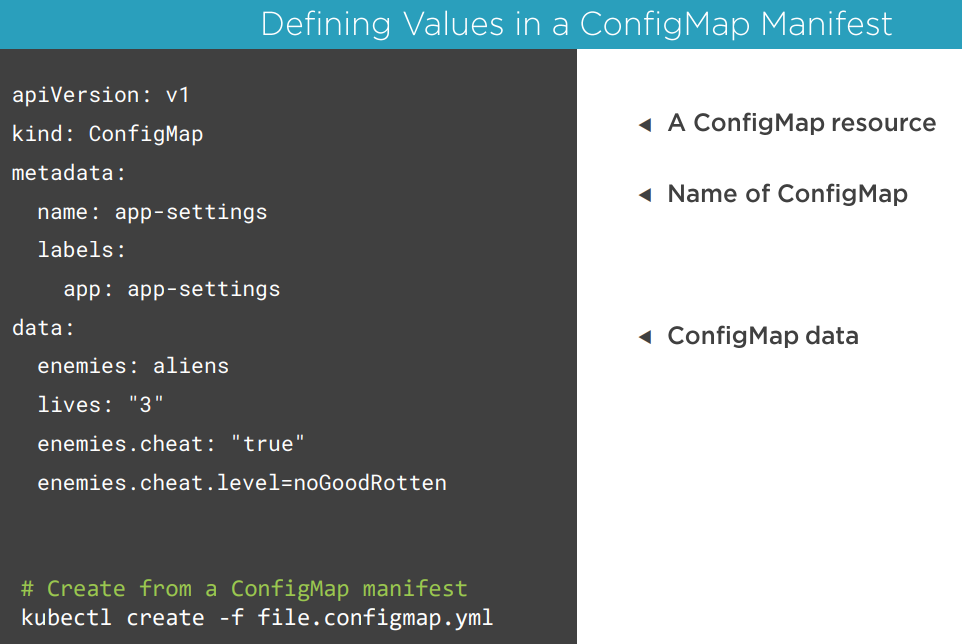 Defining Values in a ConfigMap Manifest
apiVersion: v1
kind: ConfigMap
metadata:
  name: app-settings
  labels:
    app: app-settings
data:
  enemies: aliens
  lives: "3"
  enemies.cheat: "true"
  enemies.cheat.level=noGoodRotten
# Create from a ConfigMap manifest
kubectl create -f file.configmap.yml
◀ A ConfigMap resource
◀ Name of ConfigMap
◀ ConfigMap data